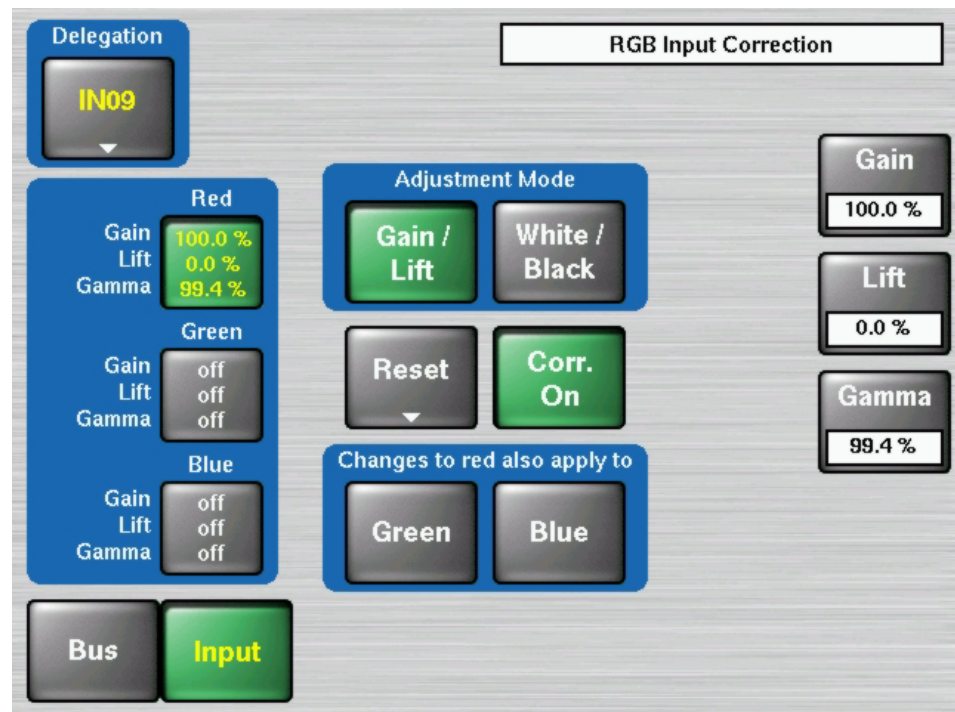 Delegation
IN09
RGB Input Correction
Red
Gain 100.0 %
Lift 0.0 %
Gamma 99.4 %
Green
Gain off
Lift off
Gamma off
Blue
Gain off
Lift off
Gamma off
Bus
Input
Adjustment Mode
Gain /
Lift
White /
Black
Reset
Corr.
On
Changes to red also apply to
Green
Blue
Gain
100.0 %
Lift
0.0 %
Gamma
99.4 %